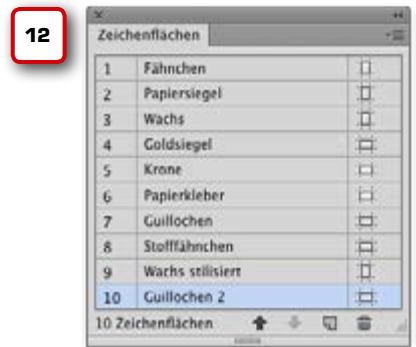 12
Zeichenflächen
1 Fähnchen
2 Papiersiegel
3 Wachs
4 Goldsiegel
5 Krone
6 Papierkleber
7 Guillochen
8 Stofffähnchen
9 Wachs stilisiert
10 Guillochen 2
10 Zeichenflächen